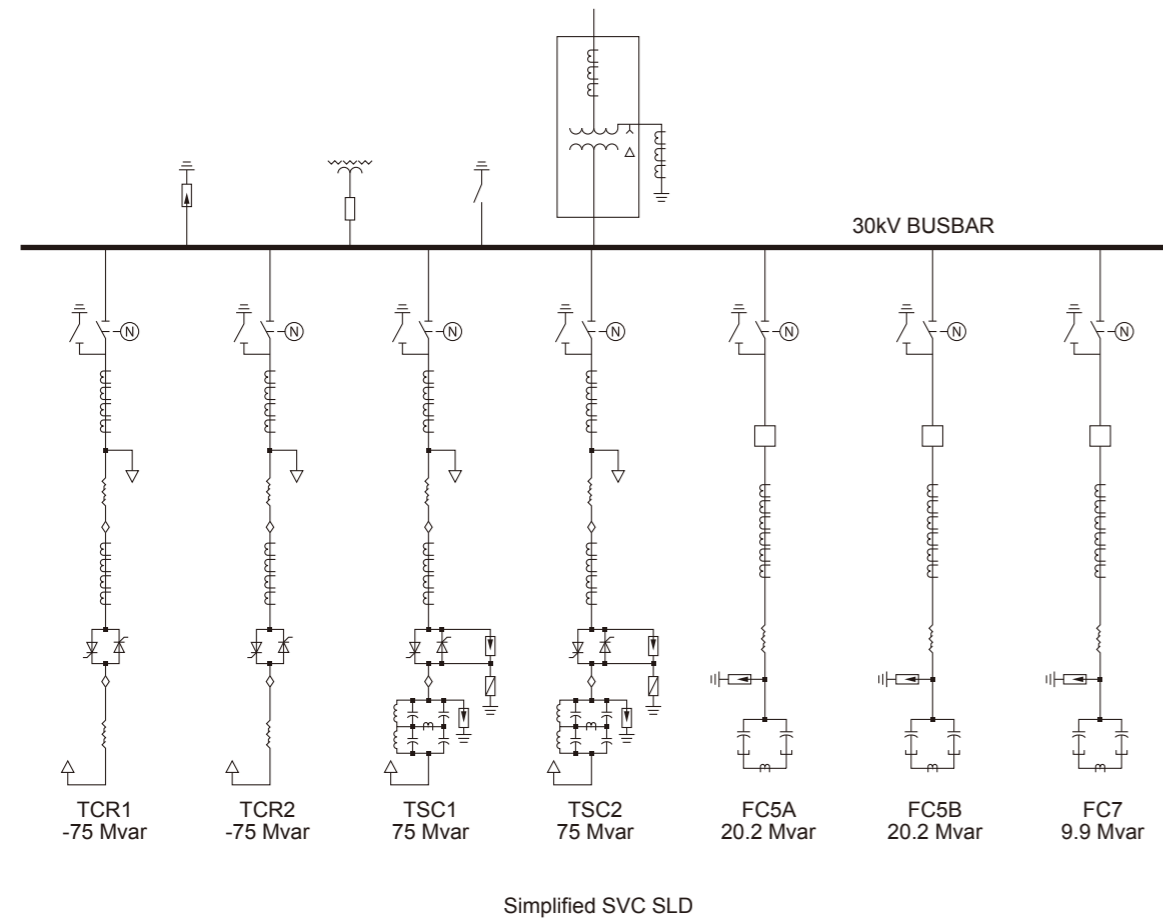 30kV BUSBAR
N
N
N
N
N
N
N
TCR1
-75 Mvar
TCR2
-75 Mvar
TSC1
75 Mvar
TSC2
75 Mvar
FC5A
20.2 Mvar
FC5B
20.2 Mvar
FC7
9.9 Mvar
Simplified SVC SLD